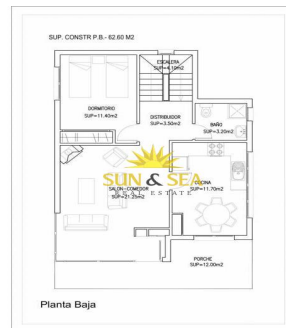 SUP. CONSTR P.B.- 62.60 M2
ESCALERA
SUP=4.10m2
DORMITORIO
SUP=11.40m2
DISTRIBUIDOR
SUP=3.50m2
BAÑO
SUP=3.20m2
SUN & SEA
REAL ESTATE
SALON-COMEDOR
SUP=21.25m2
COCINA
SUP=11.70m2
PORCHE
SUP=12.00m2
Planta Baja